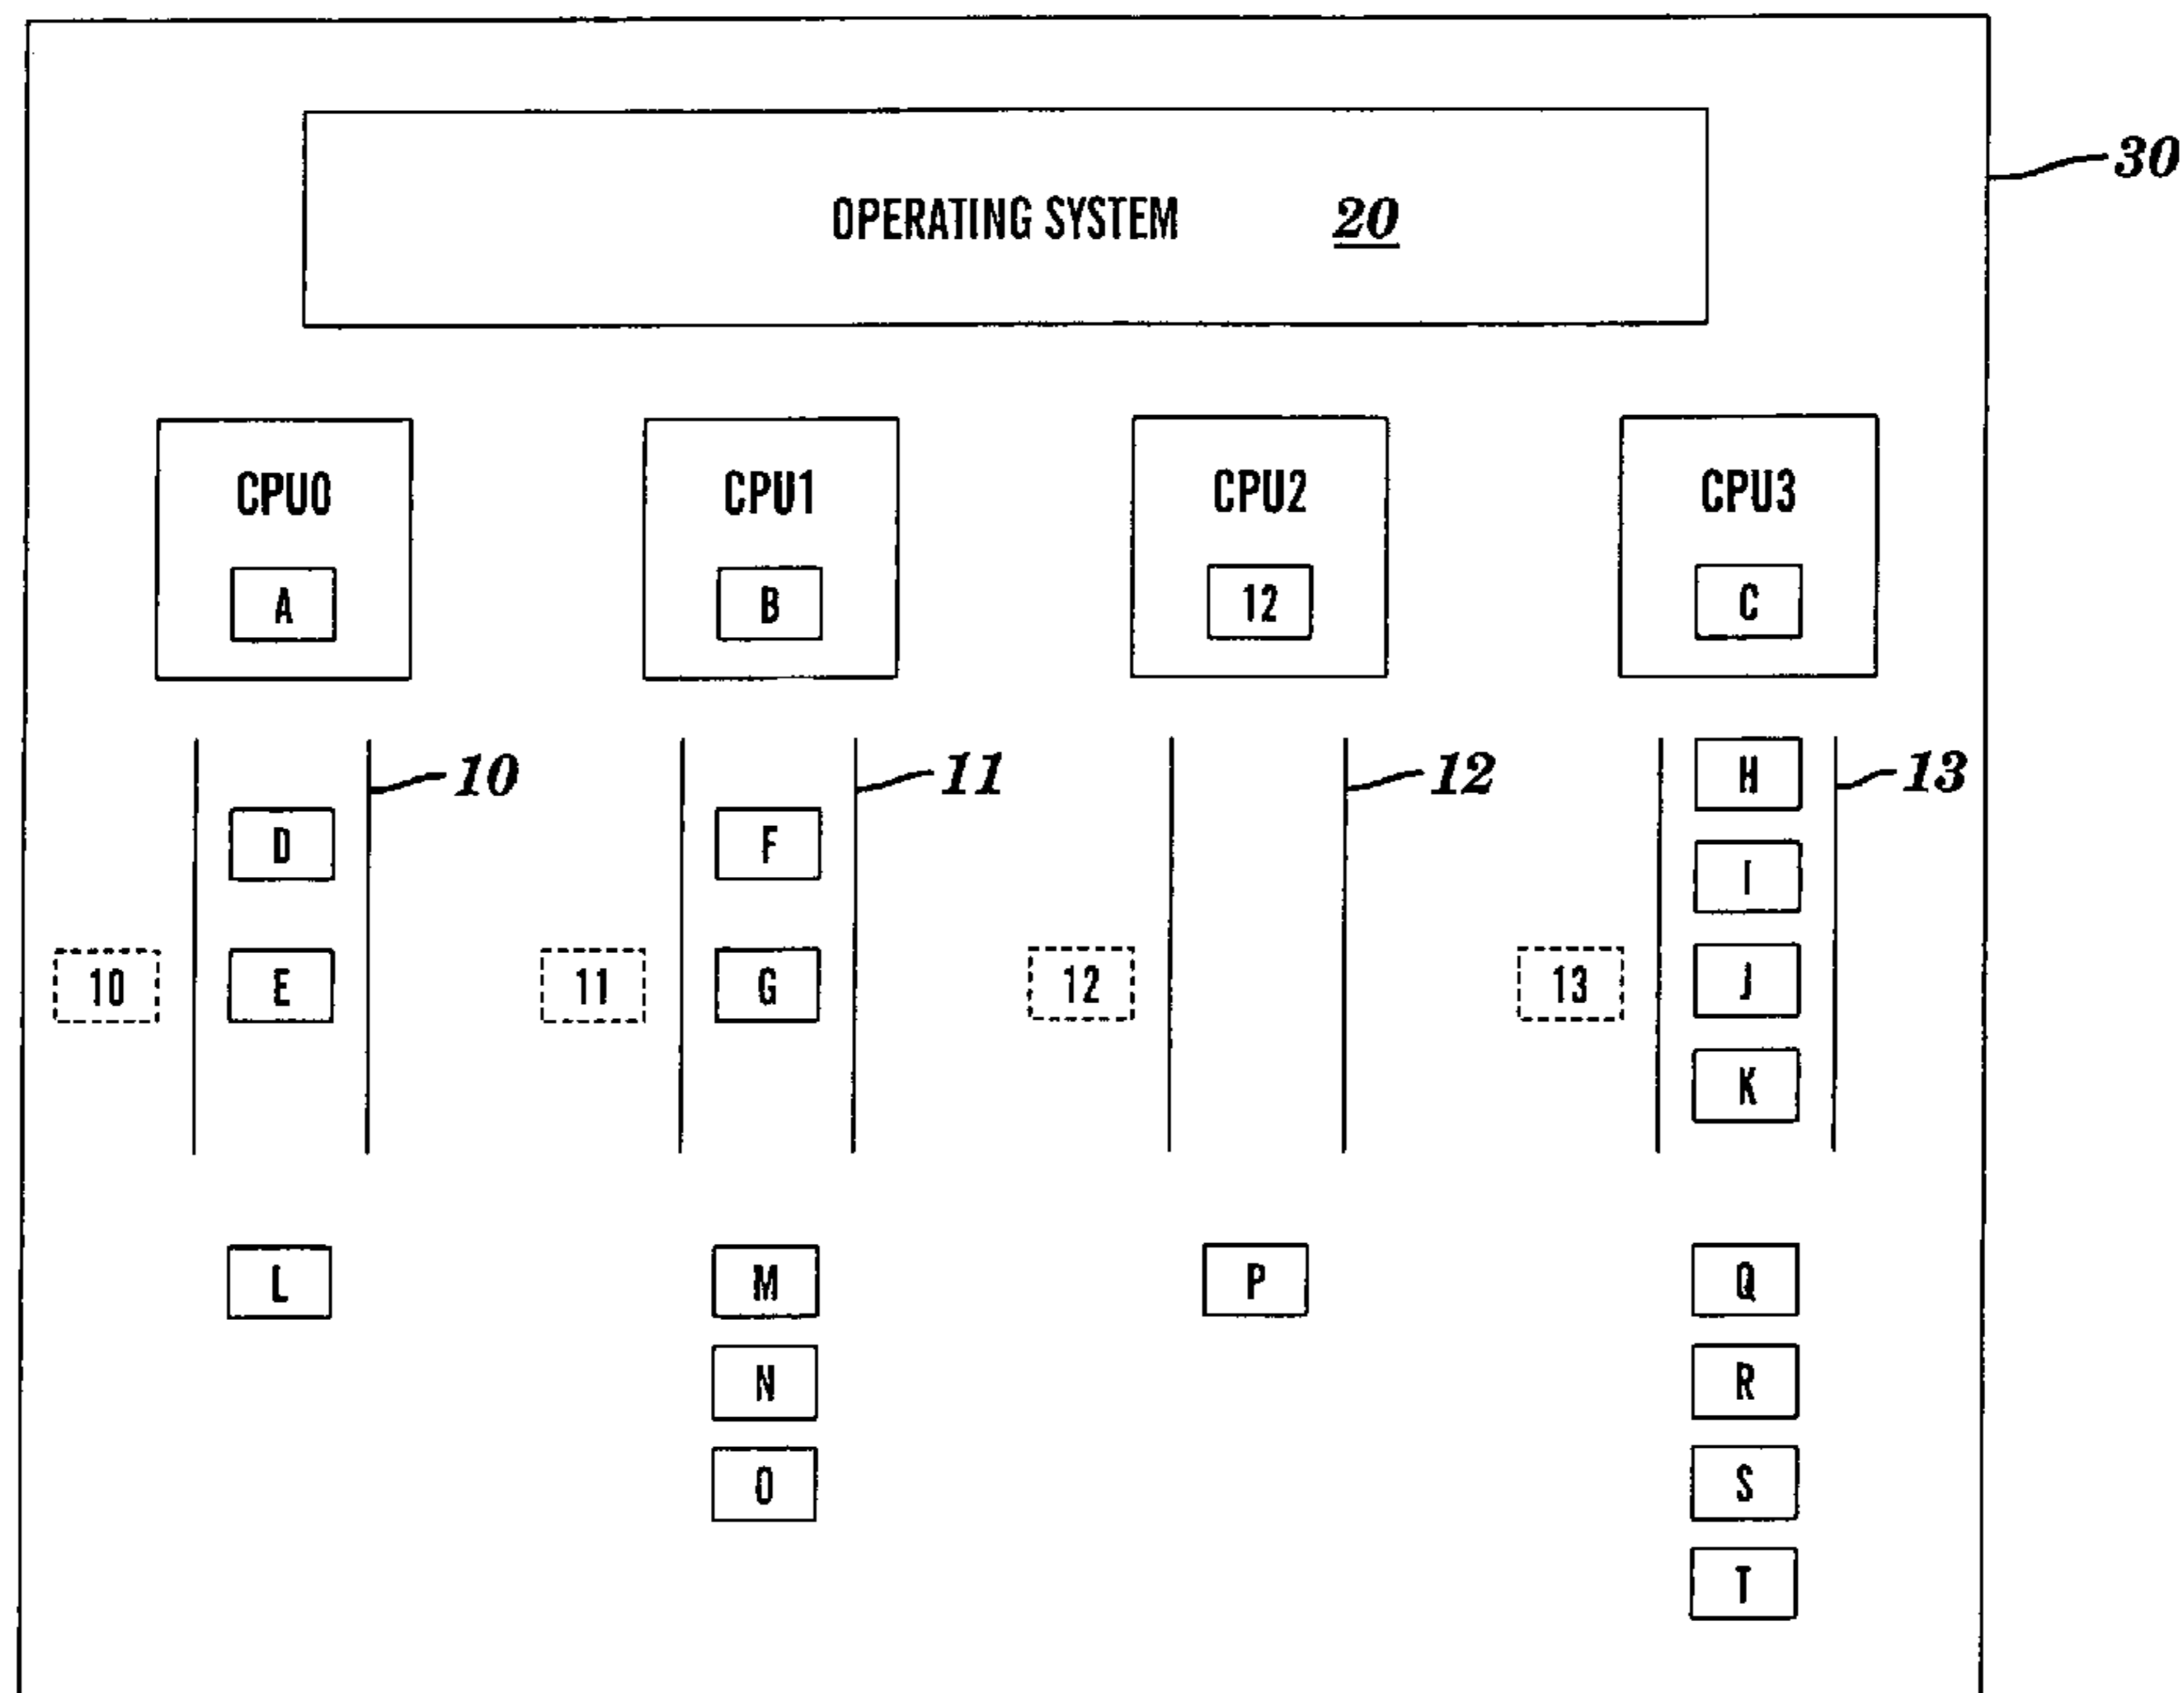 30
OPERATING SYSTEM 20
CPU0 CPU1 CPU2 CPU3
A B 12 C
10 11 12 H 13
D F I
10 E 11 G 12 13 J
K
L M P Q
N R
O S
T